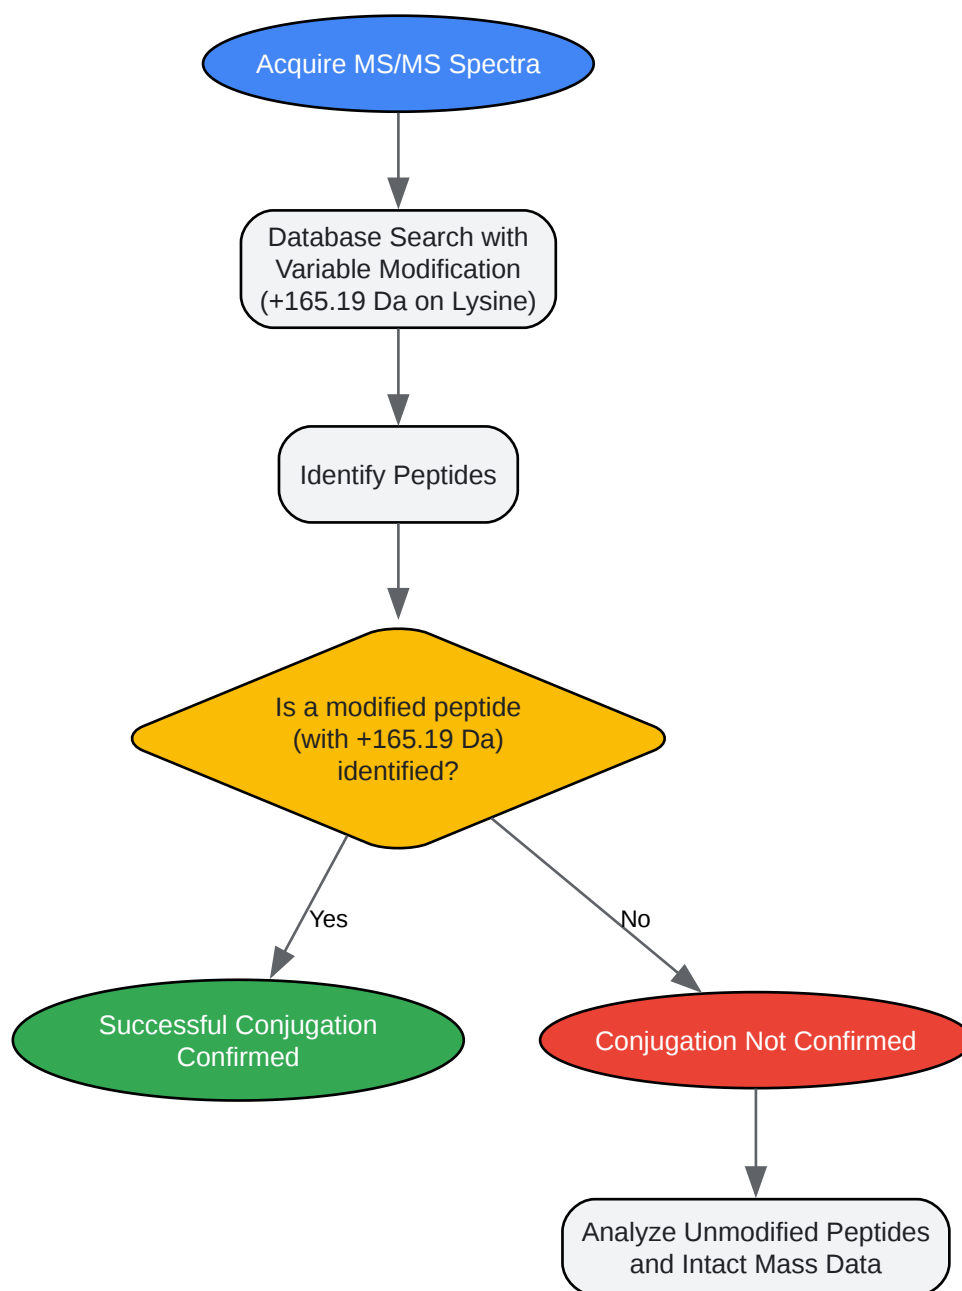 Acquire MS/MS Spectra
Database Search with
Variable Modification
(+165.19 Da on Lysine)
Identify Peptides
Is a modified peptide
(with +165.19 Da)
identified?
Yes
No
Successful Conjugation
Confirmed
Conjugation Not Confirmed
Analyze Unmodified Peptides
and Intact Mass Data